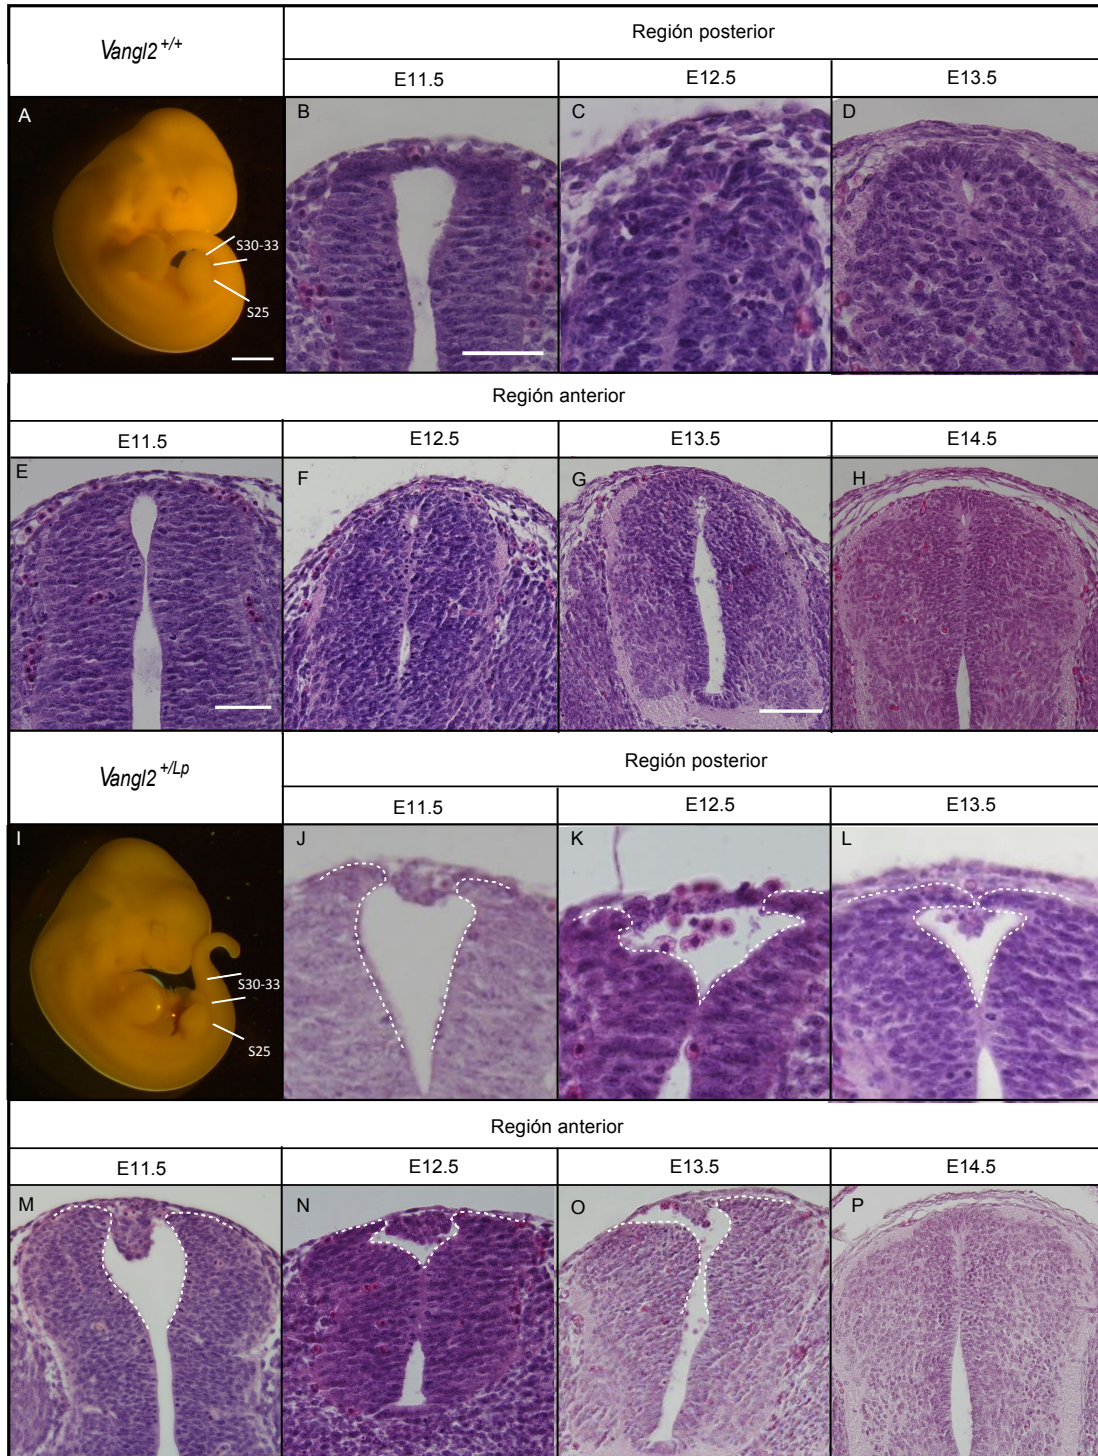 Vangl2 +/+
Región posterior
E11.5
E12.5
E13.5
A
S30-33
S25
B
C
D
Región anterior
E11.5
E12.5
E13.5
E14.5
E
F
G
H
Vangl2 +/Lp
Región posterior
E11.5
E12.5
E13.5
I
S30-33
S25
J
K
L
Región anterior
E11.5
E12.5
E13.5
E14.5
M
N
O
P